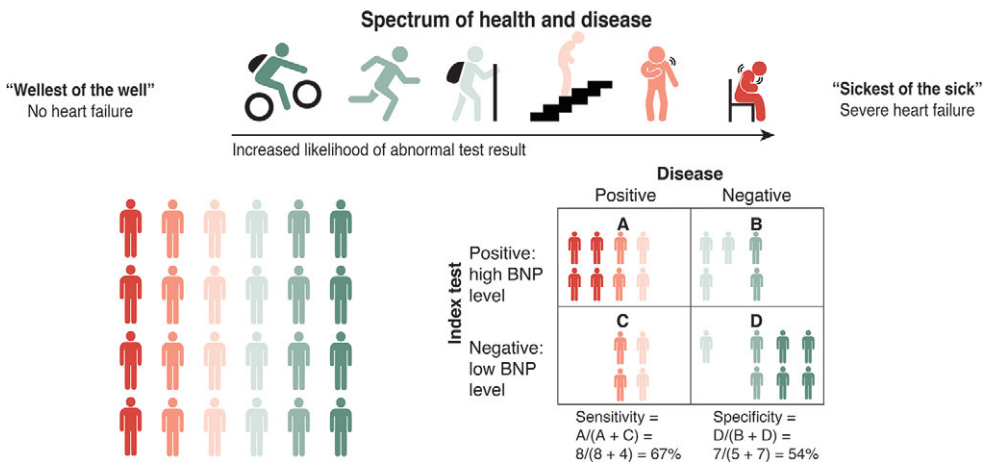 Spectrum of health and disease
“Wellest of the well”
No heart failure
“Sickest of the sick”
Severe heart failure
Increased likelihood of abnormal test result
Disease
Positive
Negative
Index test
Positive:
high BNP
level
Negative:
low BNP
level
A
B
C
D
Sensitivity =
A/(A + C) =
8/(8 + 4) = 67%
Specificity =
D/(B + D) =
7/(5 + 7) = 54%